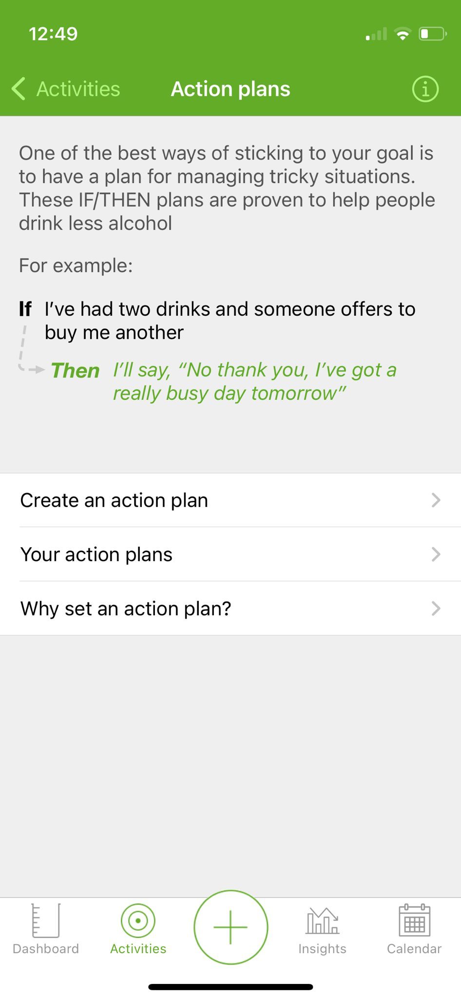 12:49
Activities
Action plans
i
One of the best ways of sticking to your goal is
to have a plan for managing tricky situations.
These IF/THEN plans are proven to help people
drink less alcohol
For example:
If I’ve had two drinks and someone offers to
buy me another
Then I’ll say, “No thank you, I’ve got a
really busy day tomorrow”
Create an action plan
Your action plans
Why set an action plan?
Dashboard
Activities
Insights
Calendar